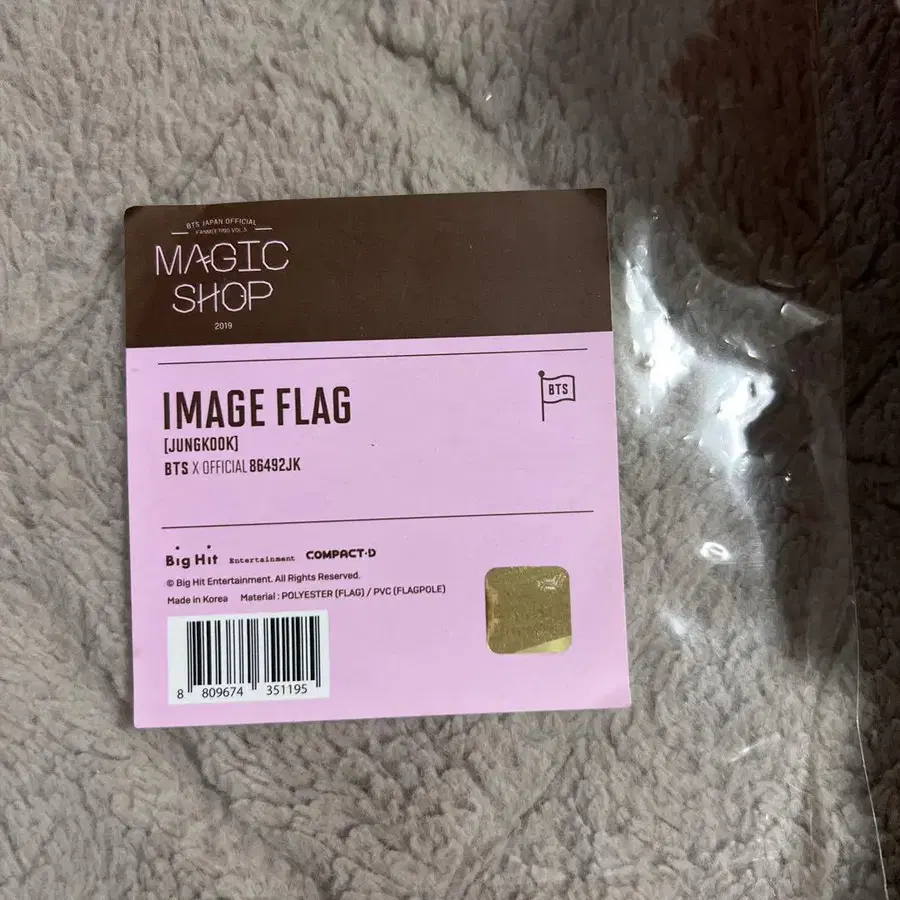 BTS JAPAN OFFICIAL
FANMEETING VOL.5
MAGIC
SHOP
2019
IMAGE FLAG
BTS
[JUNGKOOK]
BTS X OFFICIAL 86492JK
Big Hit Entertainment COMPACT·D
© Big Hit Entertainment. All Rights Reserved.
Made in Korea Material : POLYESTER (FLAG) / PVC (FLAGPOLE)
8 809674 351195